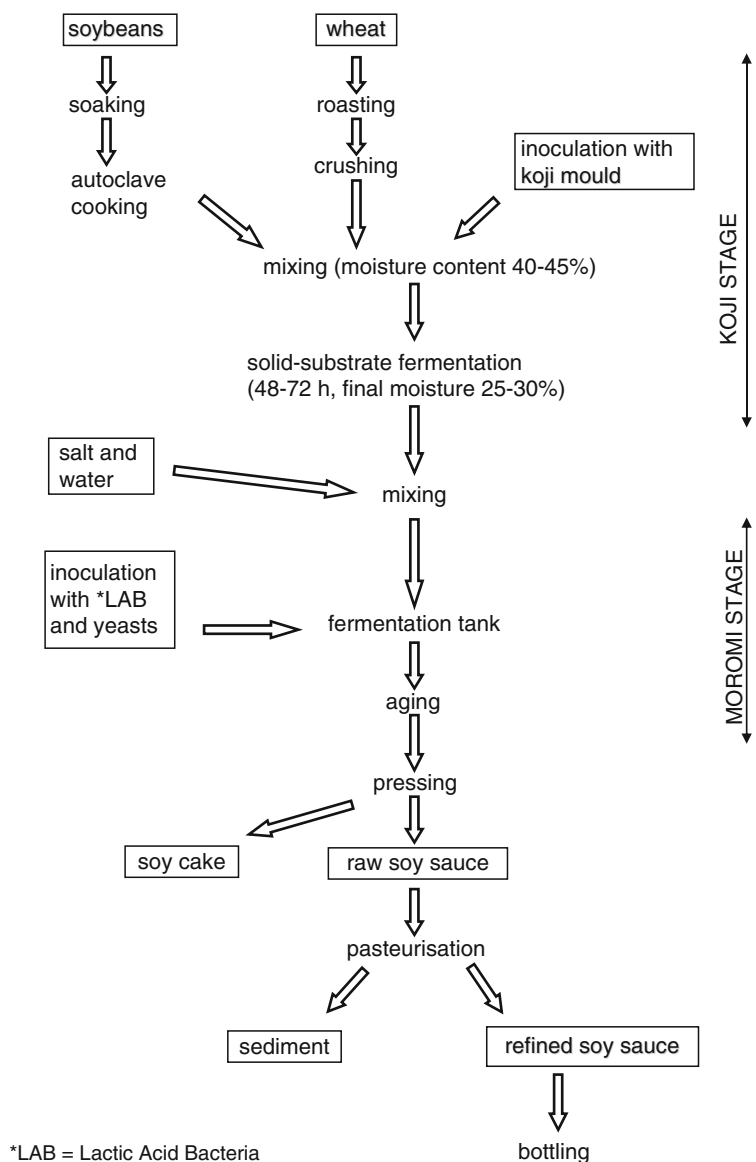 soybeans
wheat
soaking
roasting
autoclave
cooking
crushing
inoculation with
koji mould
mixing (moisture content 40-45%)
solid-substrate fermentation
(48-72 h, final moisture 25-30%)
KOJI STAGE
salt and
water
mixing
inoculation
with *LAB
and yeasts
fermentation tank
aging
MOROMI STAGE
pressing
soy cake
raw soy sauce
pasteurisation
sediment
refined soy sauce
bottling
*LAB = Lactic Acid Bacteria